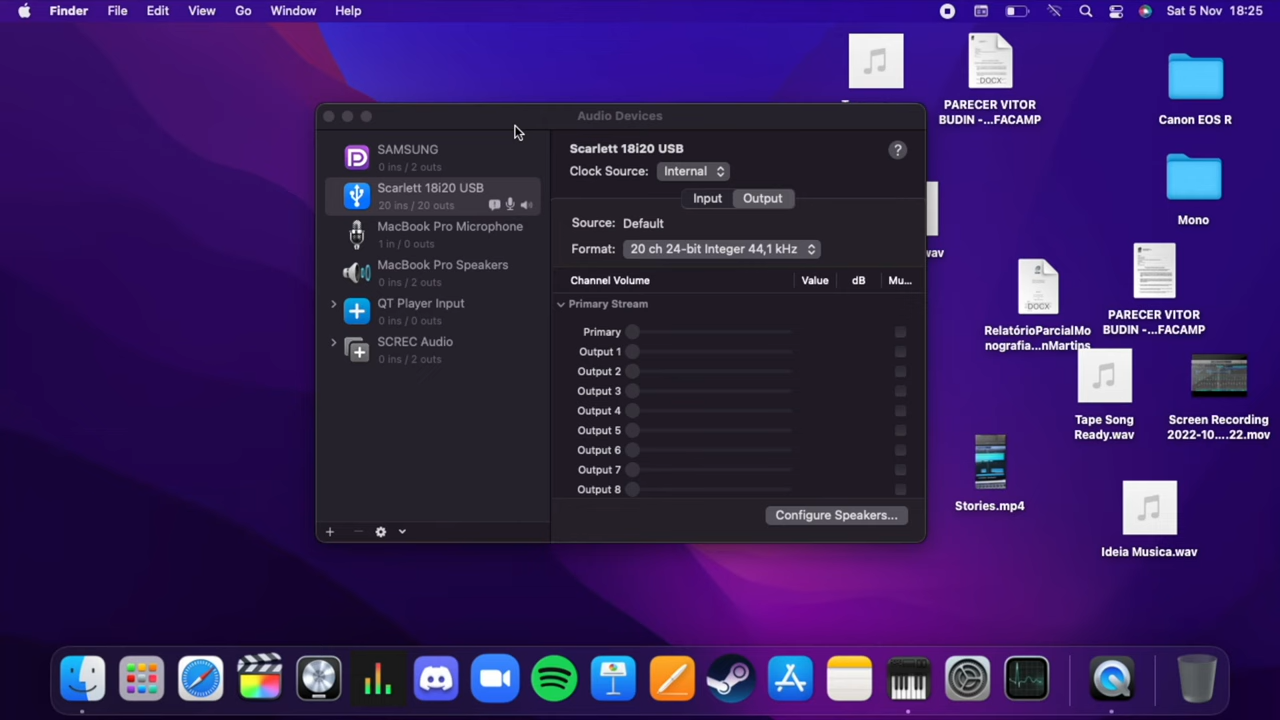 Finder File Edit View Go Window Help
Sat 5 Nov 18:25
Audio Devices
SAMSUNG
0 ins / 2 outs
Scarlett 18i20 USB
20 ins / 20 outs
MacBook Pro Microphone
1 in / 0 outs
MacBook Pro Speakers
0 ins / 2 outs
QT Player Input
0 ins / 0 outs
SCREC Audio
0 ins / 2 outs
Scarlett 18i20 USB
?
Clock Source: Internal
Input Output
Source: Default
Format: 20 ch 24-bit Integer 44,1 kHz
Channel Volume Value dB Mu...
Primary Stream
Primary
Output 1
Output 2
Output 3
Output 4
Output 5
Output 6
Output 7
Output 8
Configure Speakers...
DOCX
PARECER VITOR
BUDIN -...FACAMP
Canon EOS R
Mono
wav
DOCX
RelatórioParcialMo
nografia...nMartins
PARECER VITOR
BUDIN -...FACAMP
Tape Song
Ready.wav
Screen Recording
2022-10....22.mov
Stories.mp4
Ideia Musica.wav